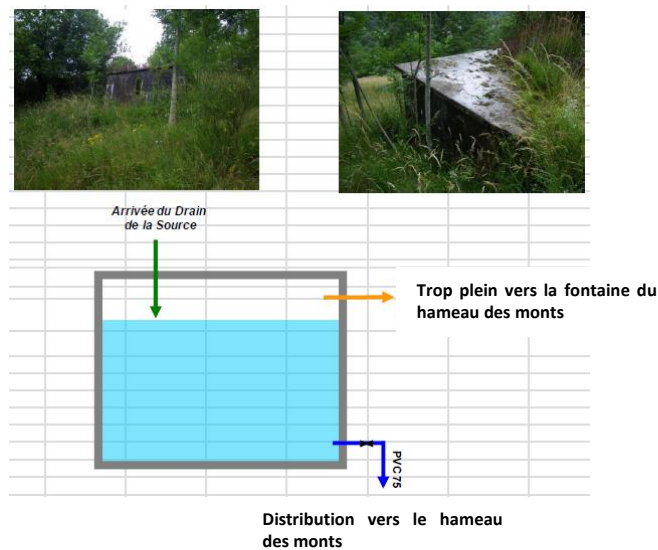 Arrivée du Drain
de la Source
Trop plein vers la fontaine du
hameau des monts
PVC 75
Distribution vers le hameau
des monts